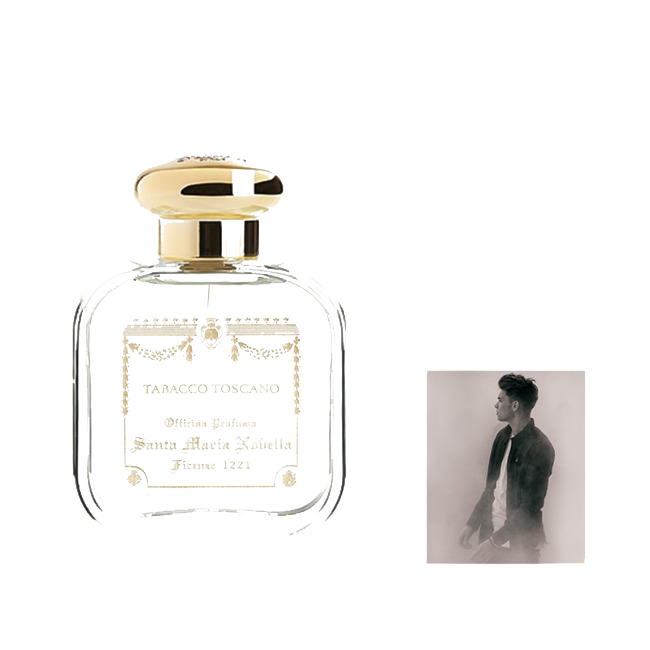 TABACCO TOSCANO
Officina Profumo
Santa Maria Novella
Firenze 1221